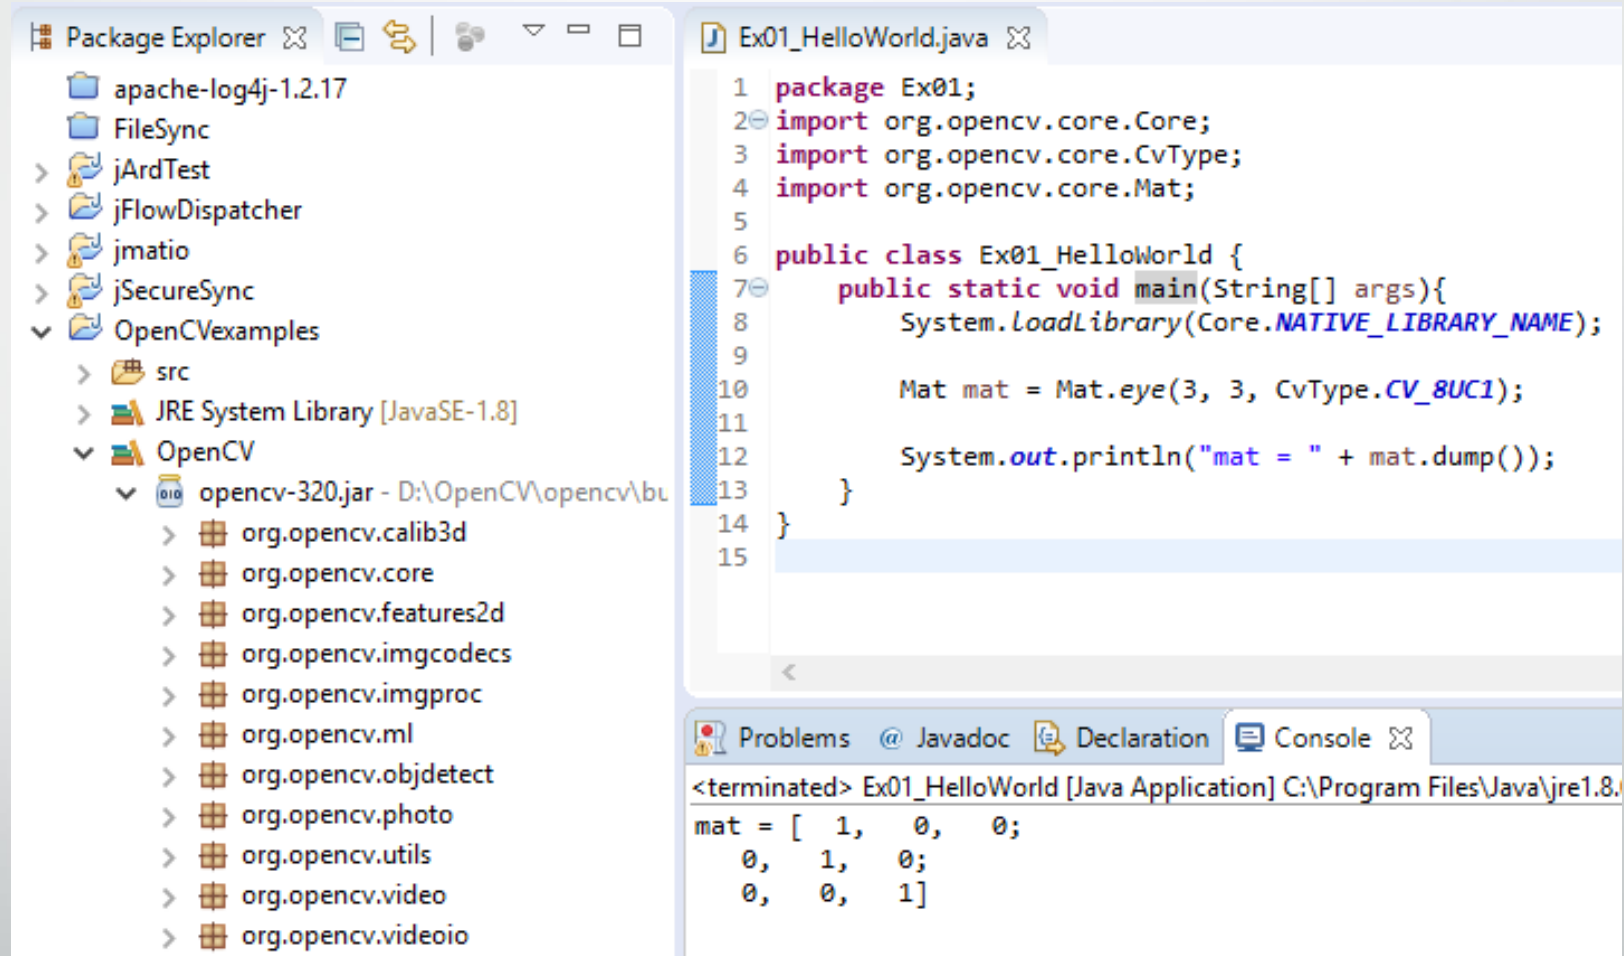 Package Explorer
apache-log4j-1.2.17
FileSync
jArdTest
jFlowDispatcher
jmatio
jSecureSync
OpenCVexamples
src
JRE System Library [JavaSE-1.8]
OpenCV
opencv-320.jar - D:\OpenCV\opencv\bu
org.opencv.calib3d
org.opencv.core
org.opencv.features2d
org.opencv.imgcodecs
org.opencv.imgproc
org.opencv.ml
org.opencv.objdetect
org.opencv.photo
org.opencv.utils
org.opencv.video
org.opencv.videoio
Ex01_HelloWorld.java
1 package Ex01;
2 import org.opencv.core.Core;
3 import org.opencv.core.CvType;
4 import org.opencv.core.Mat;
5
6 public class Ex01_HelloWorld {
7 public static void main(String[] args){
8 System.loadLibrary(Core.NATIVE_LIBRARY_NAME);
9
10 Mat mat = Mat.eye(3, 3, CvType.CV_8UC1);
11
12 System.out.println("mat = " + mat.dump());
13 }
14 }
15
Problems @ Javadoc Declaration Console
<terminated> Ex01_HelloWorld [Java Application] C:\Program Files\Java\jre1.8.
mat = [ 1, 0, 0;
0, 1, 0;
0, 0, 1]